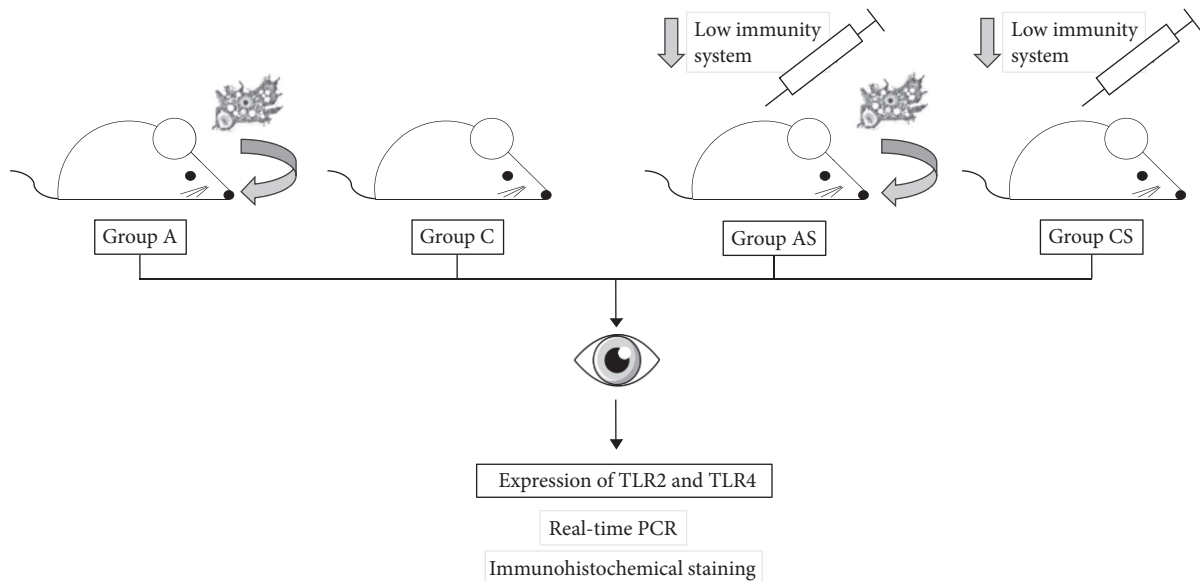 Low immunity
system
Low immunity
system
Group A
Group C
Group AS
Group CS
Expression of TLR2 and TLR4
Real-time PCR
Immunohistochemical staining